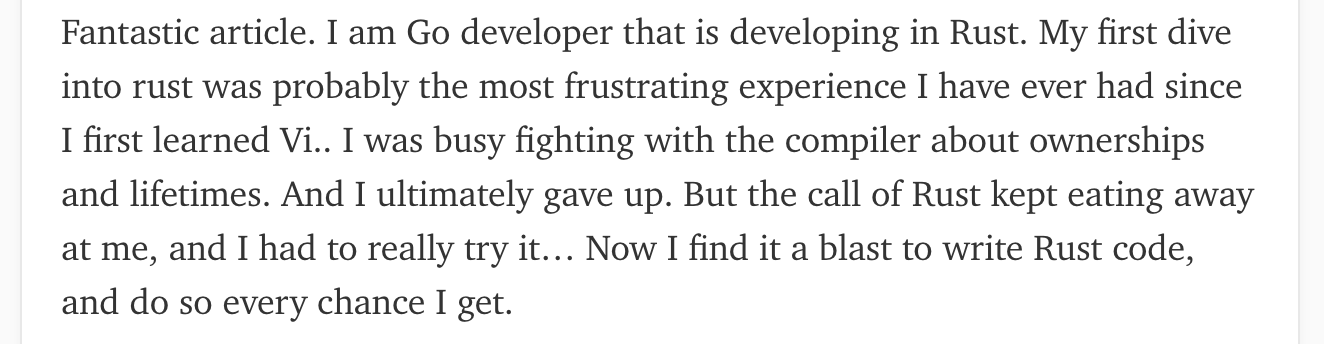 Fantastic article. I am Go developer that is developing in Rust. My first dive
into rust was probably the most frustrating experience I have ever had since
I first learned Vi.. I was busy fighting with the compiler about ownerships
and lifetimes. And I ultimately gave up. But the call of Rust kept eating away
at me, and I had to really try it… Now I find it a blast to write Rust code,
and do so every chance I get.